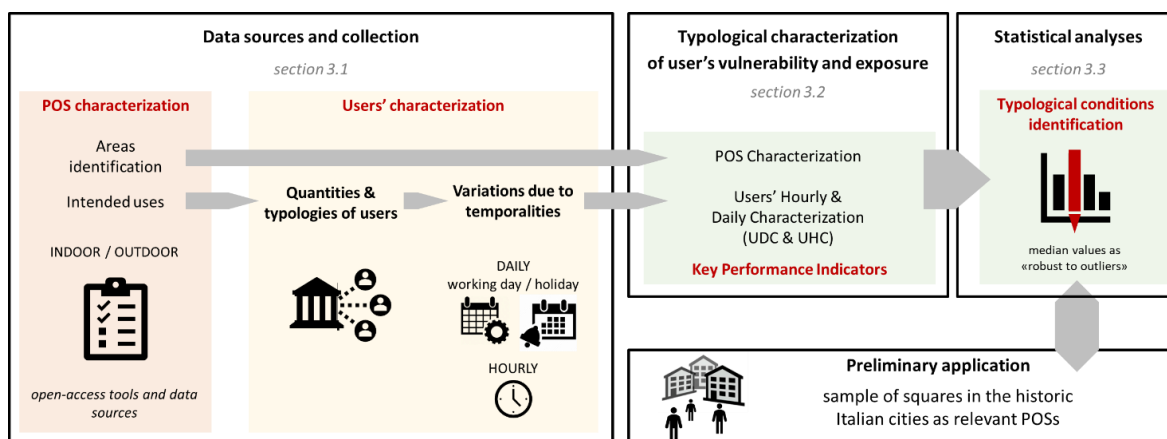 Data sources and collection
section 3.1
POS characterization
Areas
identification
Intended uses
INDOOR / OUTDOOR
open-access tools and data
sources
Users' characterization
Quantities &
typologies of users
Variations due to
temporalities
DAILY
working day / holiday
HOURLY
Typological characterization
of user's vulnerability and exposure
section 3.2
POS Characterization
Users' Hourly &
Daily Characterization
(UDC & UHC)
Key Performance Indicators
Statistical analyses
section 3.3
Typological conditions
identification
median values as
«robust to outliers»
Preliminary application
sample of squares in the historic
Italian cities as relevant POSs